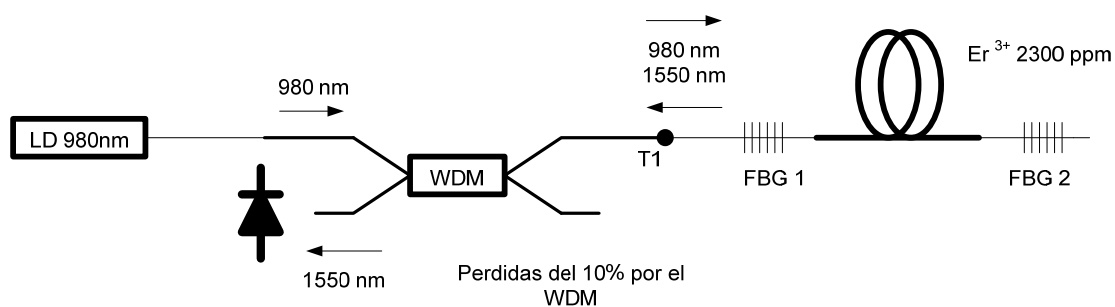 980 nm
1550 nm
Er 3+ 2300 ppm
980 nm
LD 980nm
WDM
T1
FBG 1
FBG 2
1550 nm
Perdidas del 10% por el
WDM